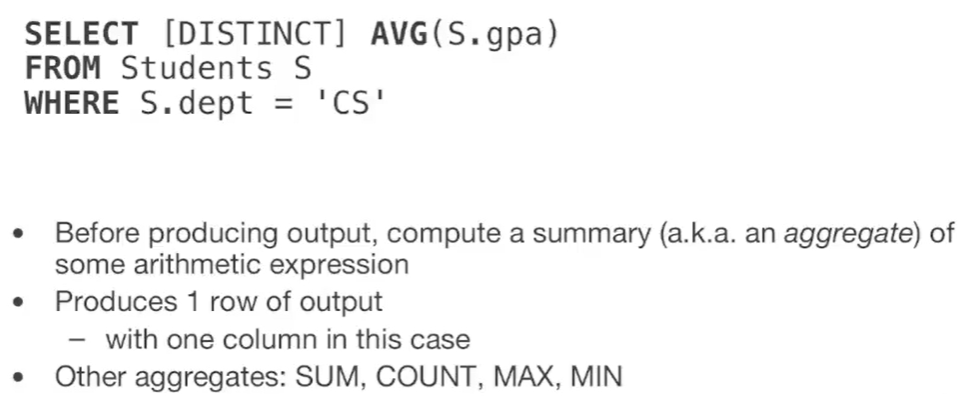 SELECT [DISTINCT] AVG(S.gpa)
FROM Students S
WHERE S.dept = 'CS'
• Before producing output, compute a summary (a.k.a. an aggregate) of
some arithmetic expression
• Produces 1 row of output
– with one column in this case
• Other aggregates: SUM, COUNT, MAX, MIN